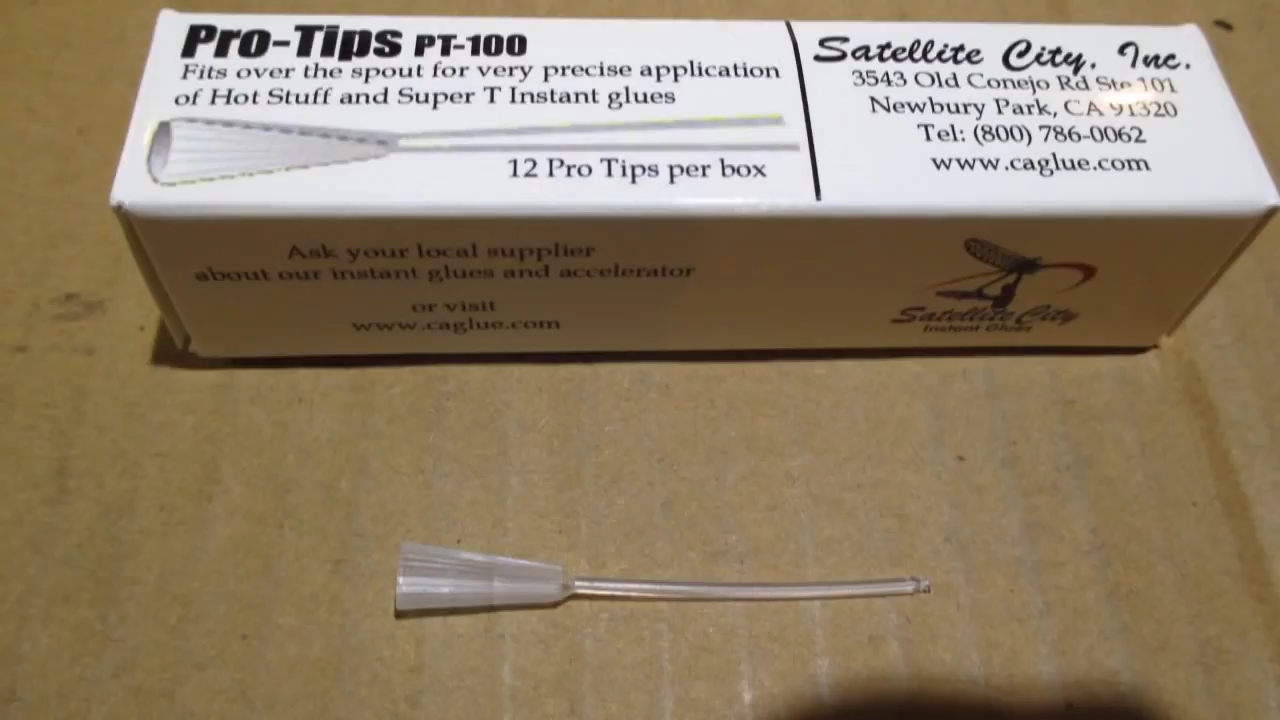 Pro-Tips PT-100
Fits over the spout for very precise application
of Hot Stuff and Super T Instant glues
12 Pro Tips per box
Satellite City, Inc.
3543 Old Conejo Rd Ste 101
Newbury Park, CA 91320
Tel: (800) 786-0062
www.caglue.com
Ask your local supplier
about our instant glues and accelerator
or visit
www.caglue.com
Satellite City
Instant Glues